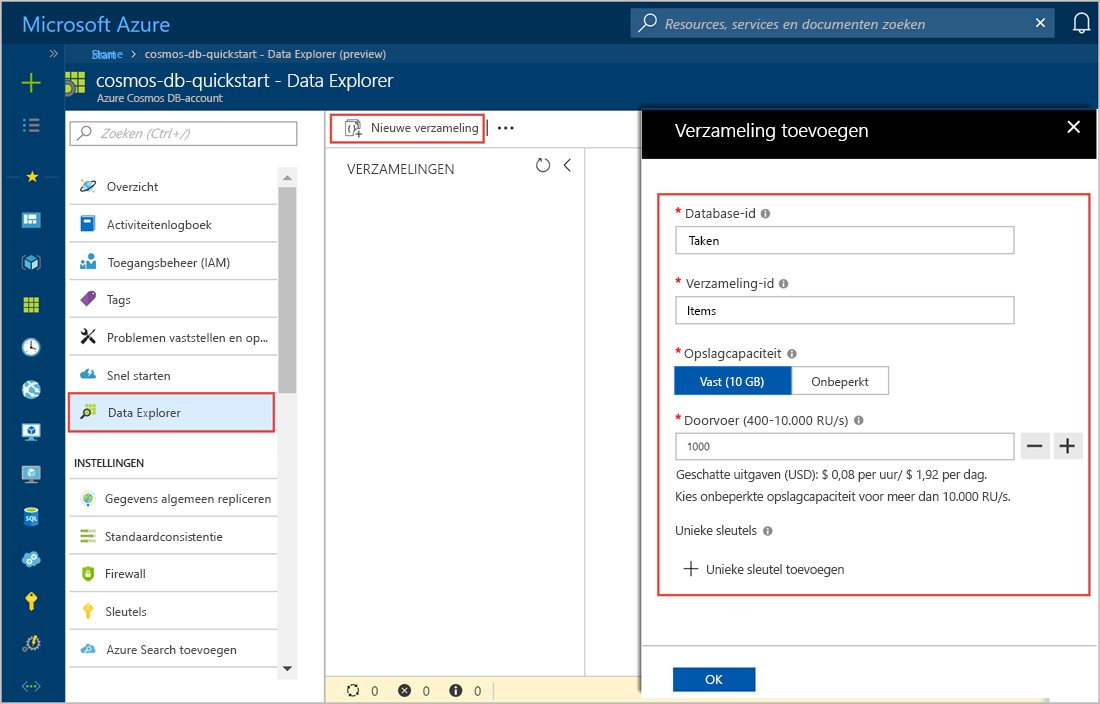 Microsoft Azure
Resources, services en documenten zoeken
cosmos-db-quickstart - Data Explorer (preview)
cosmos-db-quickstart - Data Explorer
Azure Cosmos DB-account
Zoeken (Ctrl+/)
Overzicht
Activiteitenlogboek
Toegangsbeheer (IAM)
Tags
Problemen vaststellen en op...
Snel starten
Data Explorer
INSTELLINGEN
Gegevens algemeen repliceren
Standaardconsistentie
Firewall
Sleutels
Azure Search toevoegen
SQL
Nieuwe verzameling
VERZAMELINGEN
0 0 0
Verzameling toevoegen
* Database-id
Taken
* Verzameling-id
Items
* Opslagcapaciteit
Vast (10 GB) Onbeperkt
* Doorvoer (400-10.000 RU/s)
1000
Geschatte uitgaven (USD): $ 0,08 per uur/ $ 1,92 per dag.
Kies onbeperkte opslagcapaciteit voor meer dan 10.000 RU/s.
Unieke sleutels
Unieke sleutel toevoegen
OK